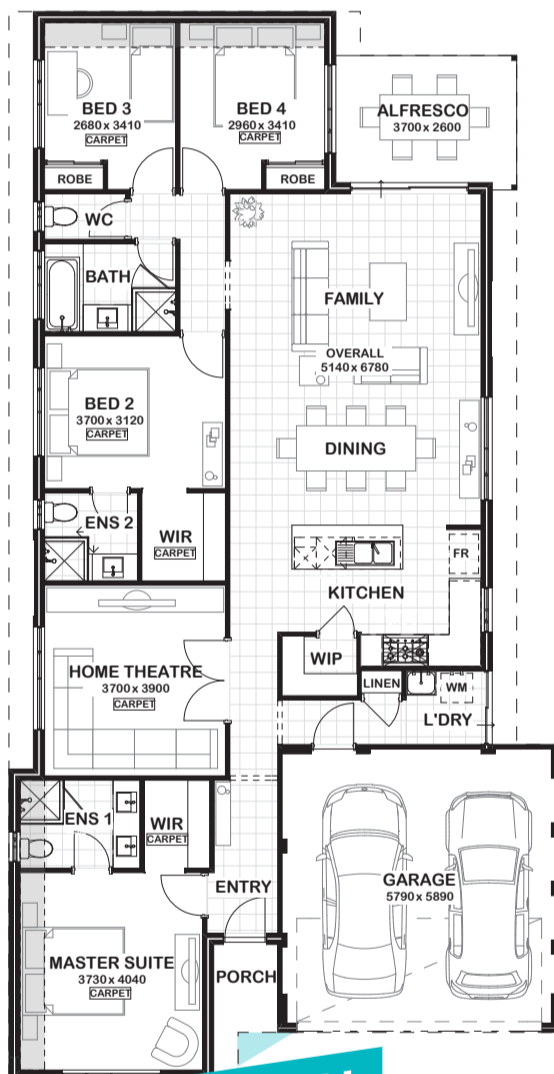 BED 3
2680 x 3410
CARPET
BED 4
2960 x 3410
CARPET
ALFRESCO
3700 x 2600
ROBE
ROBE
WC
BATH
FAMILY
OVERALL
5140 x 6780
BED 2
3700 x 3120
CARPET
DINING
ENS 2
WIR
CARPET
FR
KITCHEN
WIP
HOME THEATRE
3700 x 3900
CARPET
LINEN
WM
L'DRY
ENS 1
WIR
CARPET
ENTRY
GARAGE
5790 x 5890
MASTER SUITE
3730 x 4040
CARPET
PORCH